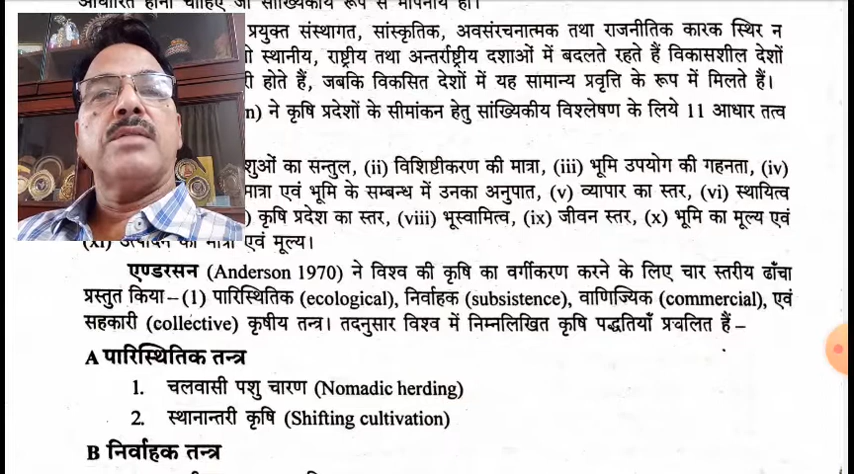 आधारित होना चाहिए जो सांख्यिकीय रूप से मापनीय हो।
प्रयुक्त संस्थागत, सांस्कृतिक, अवसंरचनात्मक तथा राजनीतिक कारक स्थिर न
स्थानीय, राष्ट्रीय तथा अन्तर्राष्ट्रीय दशाओं में बदलते रहते हैं विकासशील देशों
होते हैं, जबकि विकसित देशों में यह सामान्य प्रवृत्ति के रूप में मिलते हैं।
n) ने कृषि प्रदेशों के सीमांकन हेतु सांख्यिकीय विश्लेषण के लिये 11 आधार तत्व
शुओं का सन्तुल, (ii) विशिष्टीकरण की मात्रा, (iii) भूमि उपयोग की गहनता, (iv)
मात्रा एवं भूमि के सम्बन्ध में उनका अनुपात, (v) व्यापार का स्तर, (vi) स्थायित्व
) कृषि प्रदेश का स्तर, (viii) भूस्वामित्व, (ix) जीवन स्तर, (x) भूमि का मूल्य एवं
(xi) उत्पादन की मात्रा एवं मूल्य।
एण्डरसन (Anderson 1970) ने विश्व की कृषि का वर्गीकरण करने के लिए चार स्तरीय ढाँचा
प्रस्तुत किया – (1) पारिस्थितिक (ecological), निर्वाहक (subsistence), वाणिज्यिक (commercial), एवं
सहकारी (collective) कृषीय तन्त्र। तदनुसार विश्व में निम्नलिखित कृषि पद्धतियाँ प्रचलित हैं –
A पारिस्थितिक तन्त्र
1. चलवासी पशु चारण (Nomadic herding)
2. स्थानान्तरी कृषि (Shifting cultivation)
B निर्वाहक तन्त्र